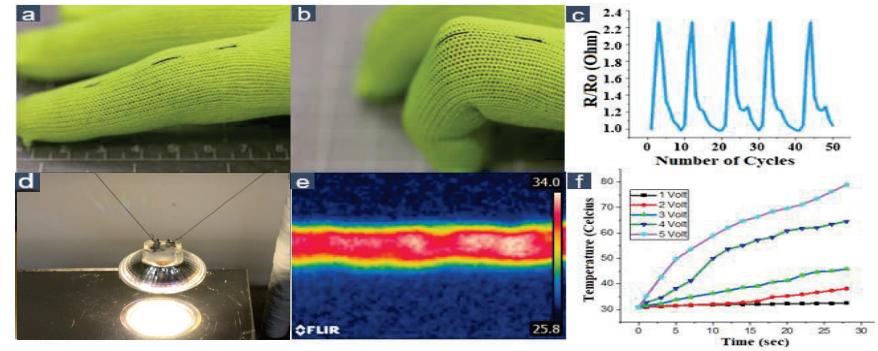 a
b
c
R/Ro (Ohm)
2.4
2.2
2.0
1.8
1.6
1.4
1.2
1.0
0 10 20 30 40 50
Number of Cycles
d
e
34.0
25.8
FLIR
f
Temperature (Celcius
80
70
60
50
40
30
1 Volt
2 Volt
3 Volt
4 Volt
5 Volt
0 5 10 15 20 25 30
Time (sec)